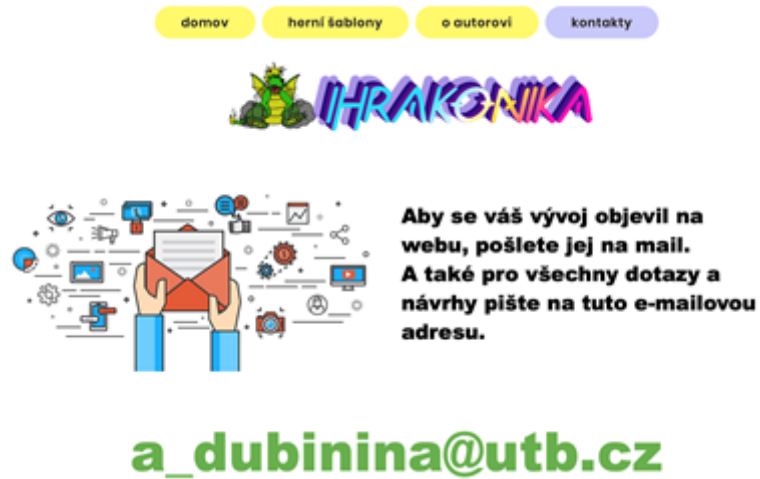 domov herní šablony o autorovi kontakty
IHRAKONIKA
Aby se váš vývoj objevil na
webu, pošlete jej na mail.
A také pro všechny dotazy a
návrhy pište na tuto e-mailovou
adresu.
a_dubinina@utb.cz